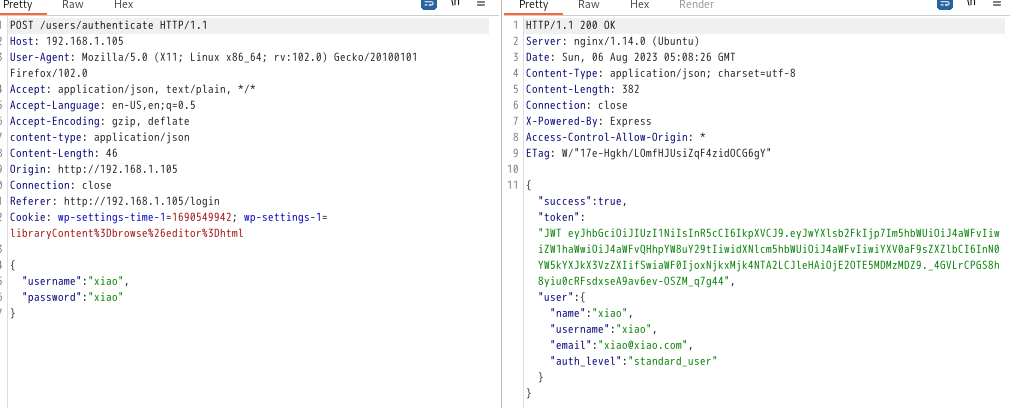 Pretty Raw Hex \n
POST /users/authenticate HTTP/1.1
Host: 192.168.1.105
User-Agent: Mozilla/5.0 (X11; Linux x86_64; rv:102.0) Gecko/20100101
Firefox/102.0
Accept: application/json, text/plain, */*
Accept-Language: en-US,en;q=0.5
Accept-Encoding: gzip, deflate
content-type: application/json
Content-Length: 46
Origin: http://192.168.1.105
Connection: close
Referer: http://192.168.1.105/login
Cookie: wp-settings-time-1=1690549942; wp-settings-1=
libraryContent%3Dbrowse%26editor%3Dhtml
{
"username":"xiao",
"password":"xiao"
}
Pretty Raw Hex Render \n
1 HTTP/1.1 200 OK
2 Server: nginx/1.14.0 (Ubuntu)
3 Date: Sun, 06 Aug 2023 05:08:26 GMT
4 Content-Type: application/json; charset=utf-8
5 Content-Length: 382
6 Connection: close
7 X-Powered-By: Express
8 Access-Control-Allow-Origin: *
9 ETag: W/"17e-Hgkh/LOmfHJUsiZqF4zidOCG6gY"
10
11 {
"success":true,
"token":
"JWT eyJhbGciOiJIUzI1NiIsInR5cCI6IkpXVCJ9.eyJwYXlsb2FkIjp7Im5hbWUiOiJ4aWFvIiw
iZW1haWwiOiJ4aWFvQHhpYW8uY29tIiwidXNlcm5hbWUiOiJ4aWFvIiwiYXV0aF9sZXZlbCI6InN0
YW5kYXJkX3VzZXIifSwiaWF0IjoxNjkxMjk4NTA2LCJleHAiOjE2OTE5MDMzMDZ9._4GVLrCPGS8h
8yiu0cRFsdxseA9av6ev-OSZM_q7g44",
"user":{
"name":"xiao",
"username":"xiao",
"email":"xiao@xiao.com",
"auth_level":"standard_user"
}
}